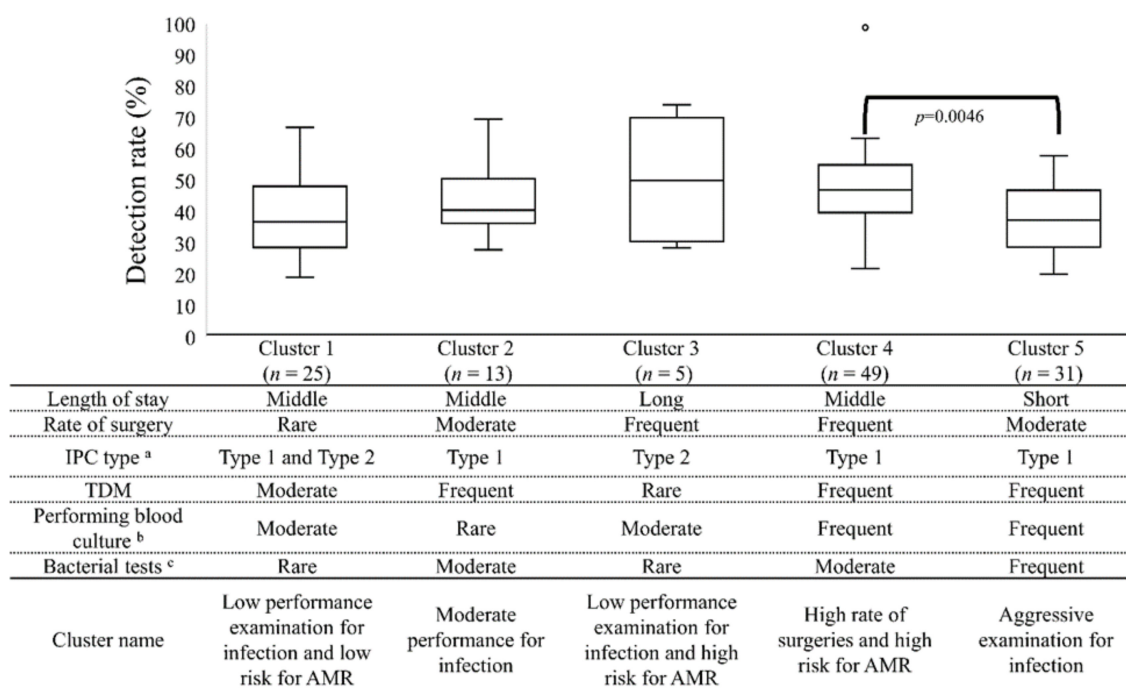 100
90
80
70
60
50
40
30
20
10
0
Detection rate (%)
p=0.0046
Cluster 1 Cluster 2 Cluster 3 Cluster 4 Cluster 5
(n = 25) (n = 13) (n = 5) (n = 49) (n = 31)
Length of stay Middle Middle Long Middle Short
Rate of surgery Rare Moderate Frequent Frequent Moderate
IPC type ᵃ Type 1 and Type 2 Type 1 Type 2 Type 1 Type 1
TDM Moderate Frequent Rare Frequent Frequent
Performing blood
culture ᵇ Moderate Rare Moderate Frequent Frequent
Bacterial tests ᶜ Rare Moderate Rare Moderate Frequent
Cluster name
Low performance
examination for
infection and low
risk for AMR
Moderate
performance for
infection
Low performance
examination for
infection and high
risk for AMR
High rate of
surgeries and high
risk for AMR
Aggressive
examination for
infection